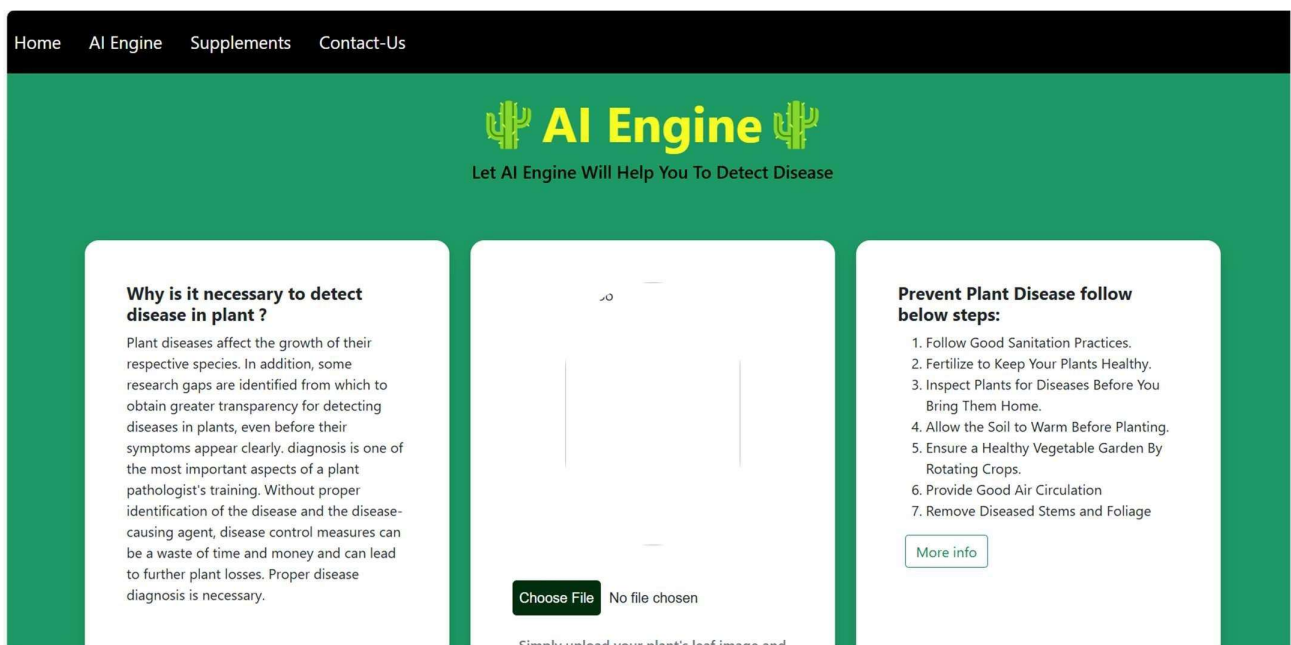 Home AI Engine Supplements Contact-Us
AI Engine
Let AI Engine Will Help You To Detect Disease
Why is it necessary to detect
disease in plant ?
Plant diseases affect the growth of their
respective species. In addition, some
research gaps are identified from which to
obtain greater transparency for detecting
diseases in plants, even before their
symptoms appear clearly. diagnosis is one of
the most important aspects of a plant
pathologist's training. Without proper
identification of the disease and the disease-
causing agent, disease control measures can
be a waste of time and money and can lead
to further plant losses. Proper disease
diagnosis is necessary.
Choose File No file chosen
Simply upload your plant's leaf image and
Prevent Plant Disease follow
below steps:
1. Follow Good Sanitation Practices.
2. Fertilize to Keep Your Plants Healthy.
3. Inspect Plants for Diseases Before You
Bring Them Home.
4. Allow the Soil to Warm Before Planting.
5. Ensure a Healthy Vegetable Garden By
Rotating Crops.
6. Provide Good Air Circulation
7. Remove Diseased Stems and Foliage
More info